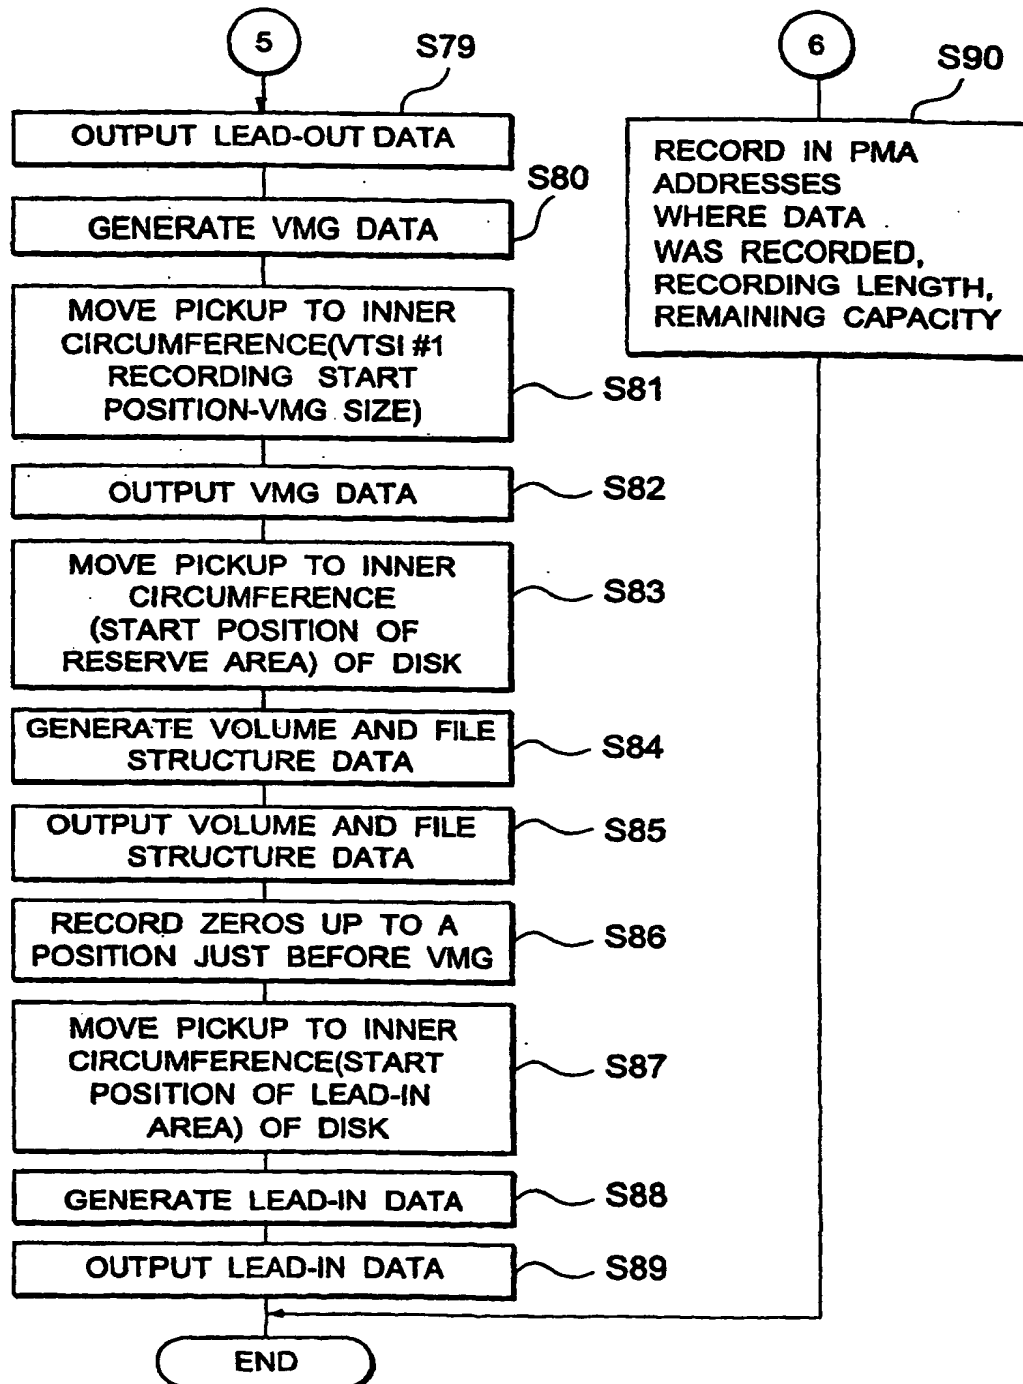 5
S79
OUTPUT LEAD-OUT DATA
S80
GENERATE VMG DATA
MOVE PICKUP TO INNER
CIRCUMFERENCE(VTSI #1
RECORDING START
POSITION-VMG SIZE)
S81
OUTPUT VMG DATA
S82
MOVE PICKUP TO INNER
CIRCUMFERENCE
(START POSITION OF
RESERVE AREA) OF DISK
S83
GENERATE VOLUME AND FILE
STRUCTURE DATA
S84
OUTPUT VOLUME AND FILE
STRUCTURE DATA
S85
RECORD ZEROS UP TO A
POSITION JUST BEFORE VMG
S86
MOVE PICKUP TO INNER
CIRCUMFERENCE(START
POSITION OF LEAD-IN
AREA) OF DISK
S87
GENERATE LEAD-IN DATA
S88
OUTPUT LEAD-IN DATA
S89
END
6
S90
RECORD IN PMA
ADDRESSES
WHERE DATA
WAS RECORDED,
RECORDING LENGTH,
REMAINING CAPACITY